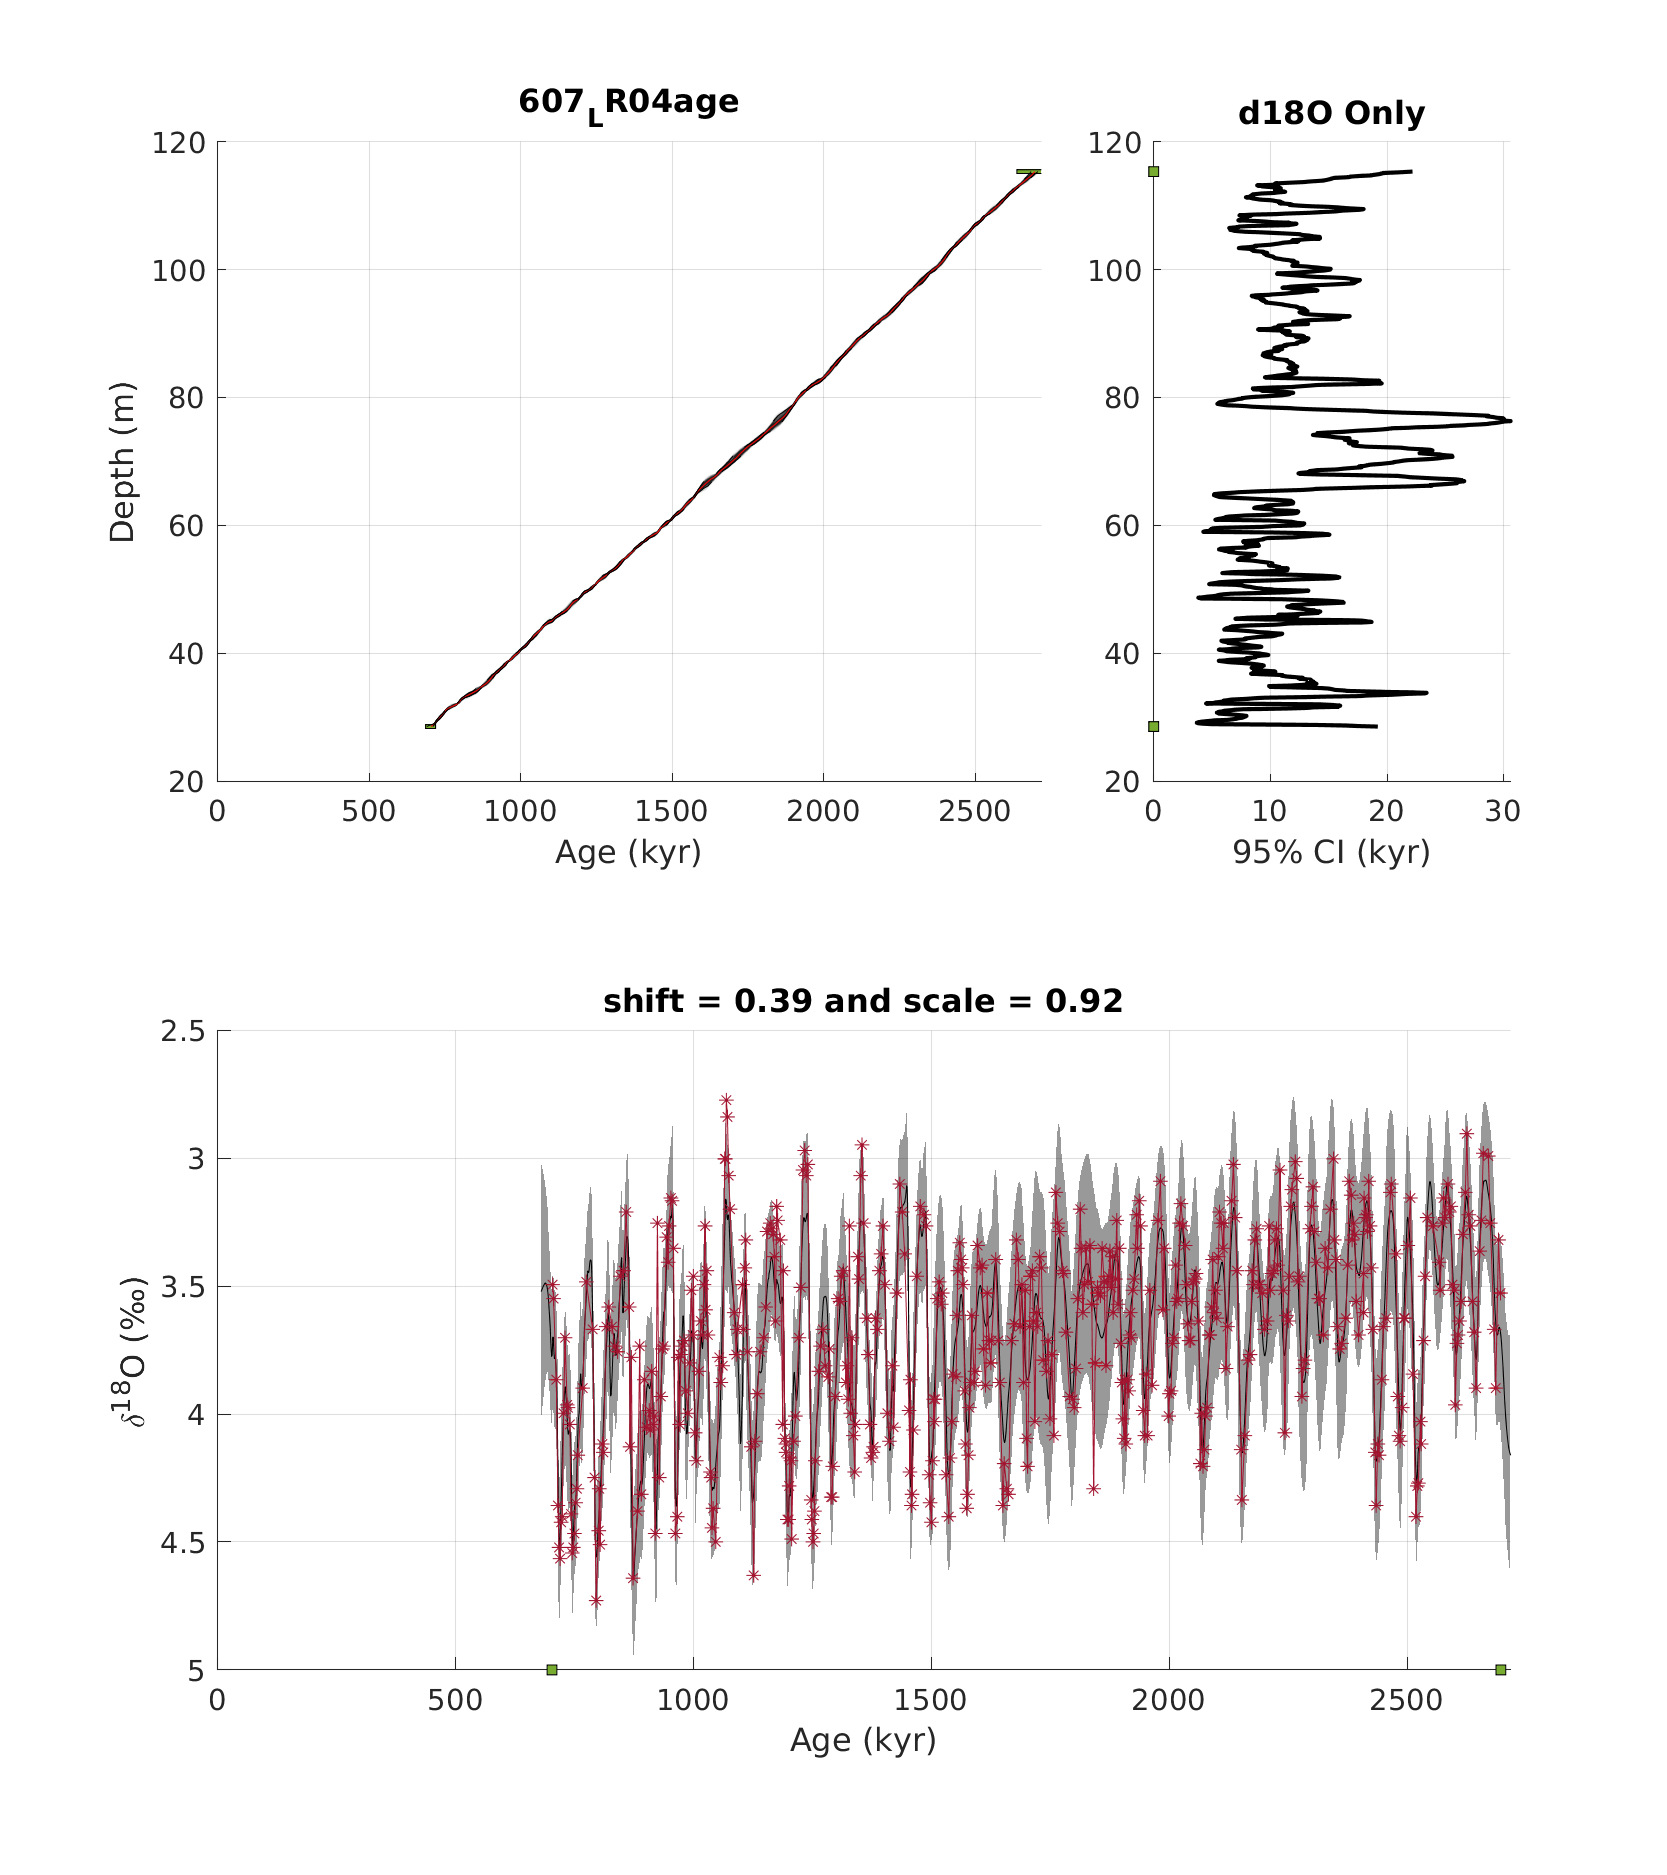 607_LR04age
d18O Only
120
100
80
60
40
20
Depth (m)
0 500 1000 1500 2000 2500
Age (kyr)
120
100
80
60
40
20
0 10 20 30
95% CI (kyr)
shift = 0.39 and scale = 0.92
2.5
3
3.5
4
4.5
5
δ18O (‰)
0 500 1000 1500 2000 2500
Age (kyr)